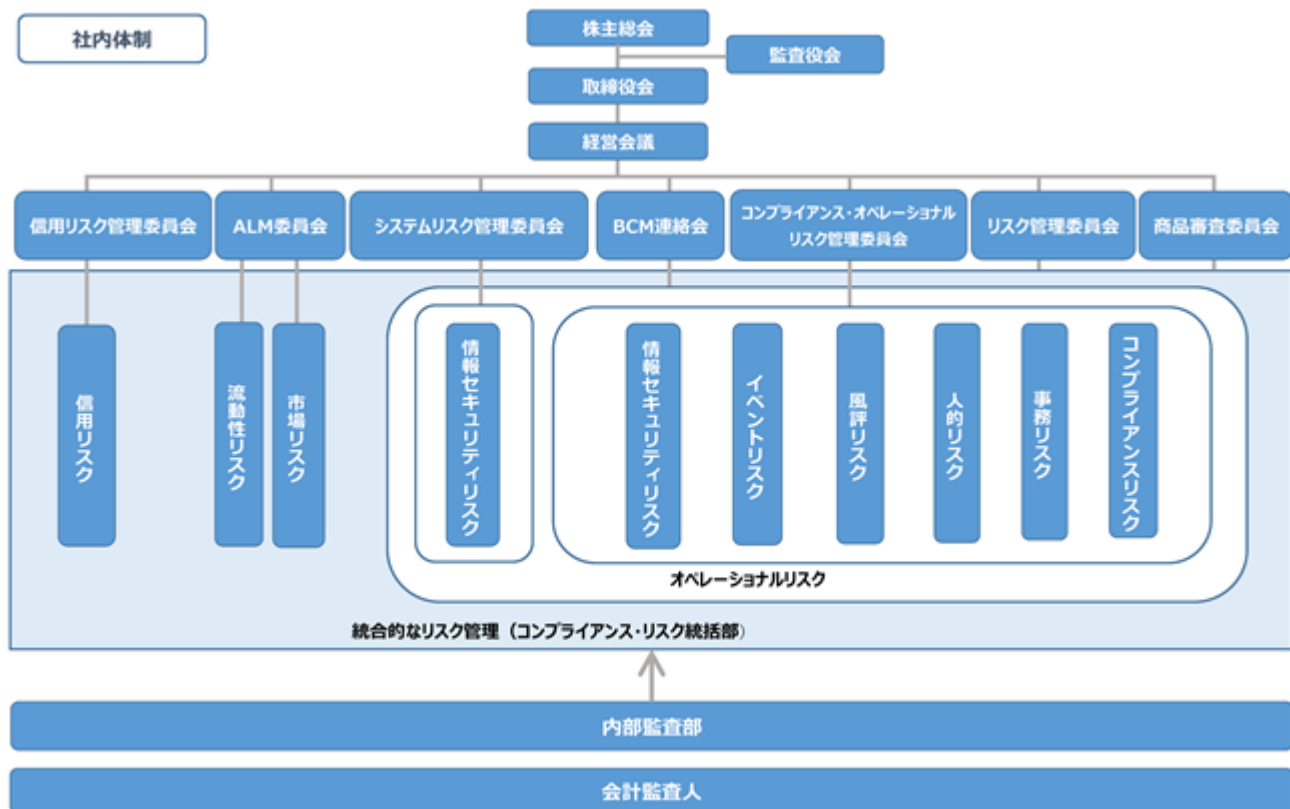 社内体制
株主総会
監査役会
取締役会
経営会議
信用リスク管理委員会
ALM委員会
システムリスク管理委員会
BCM連絡会
コンプライアンス・オペレーショナル
リスク管理委員会
リスク管理委員会
商品審査委員会
信用リスク
流動性リスク
市場リスク
情報セキュリティリスク
情報セキュリティリスク
イベントリスク
風評リスク
人的リスク
事務リスク
コンプライアンスリスク
オペレーショナルリスク
統合的なリスク管理（コンプライアンス・リスク統括部）
内部監査部
会計監査人